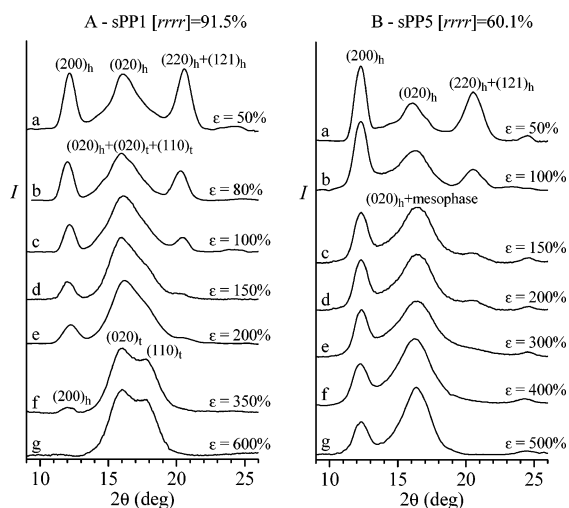 A - sPP1 [rrrr]=91.5%
(200)h
(020)h
(220)h+(121)h
a
ε = 50%
(020)h+(020)t+(110)t
b
ε = 80%
I
c
ε = 100%
d
ε = 150%
e
ε = 200%
(020)t
(110)t
(200)h
f
ε = 350%
g
ε = 600%
10 15 20 25
2θ (deg)
B - sPP5 [rrrr]=60.1%
(200)h
(020)h
(220)h+(121)h
a
ε = 50%
b
ε = 100%
I
(020)h+mesophase
c
ε = 150%
d
ε = 200%
e
ε = 300%
f
ε = 400%
g
ε = 500%
10 15 20 25
2θ (deg)